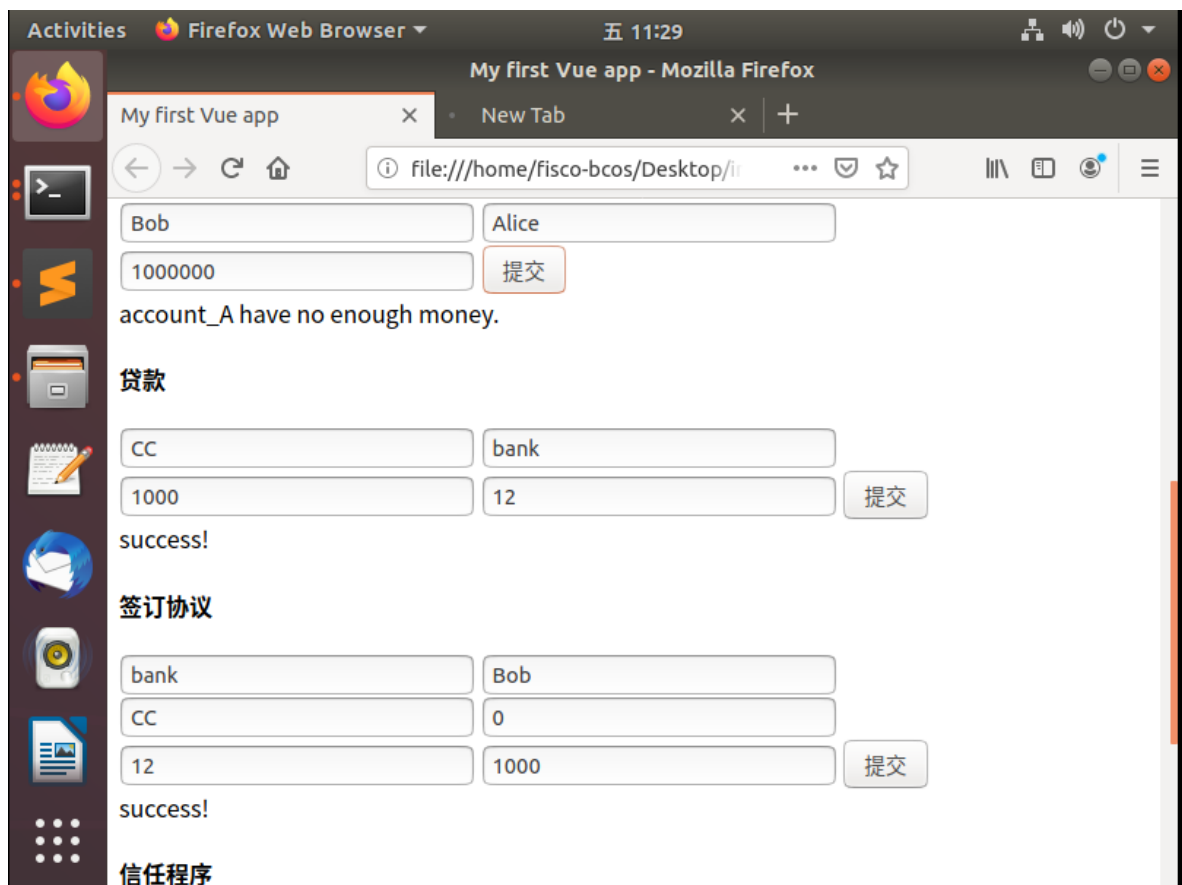 Activities Firefox Web Browser 五 11:29
My first Vue app - Mozilla Firefox
My first Vue app New Tab
file:///home/fisco-bcos/Desktop/
Bob Alice
1000000 提交
account_A have no enough money.
贷款
CC bank
1000 12 提交
success!
签订协议
bank Bob
CC 0
12 1000 提交
success!
信任程序